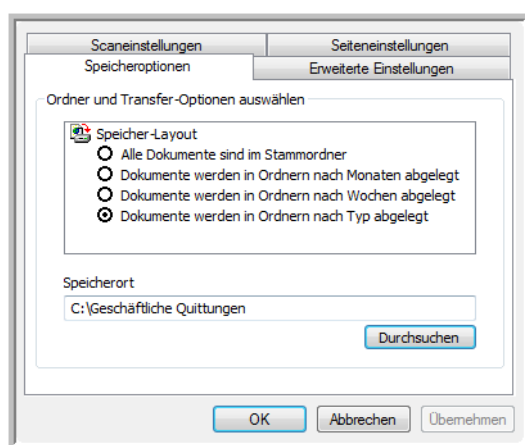 Scaneinstellungen Seiteneinstellungen
Speicheroptionen Erweiterte Einstellungen
Ordner und Transfer-Optionen auswählen
Speicher-Layout
Alle Dokumente sind im Stammordner
Dokumente werden in Ordnern nach Monaten abgelegt
Dokumente werden in Ordnern nach Wochen abgelegt
Dokumente werden in Ordnern nach Typ abgelegt
Speicherort
C:\Geschäftliche Quittungen
Durchsuchen
OK Abbrechen Übernehmen